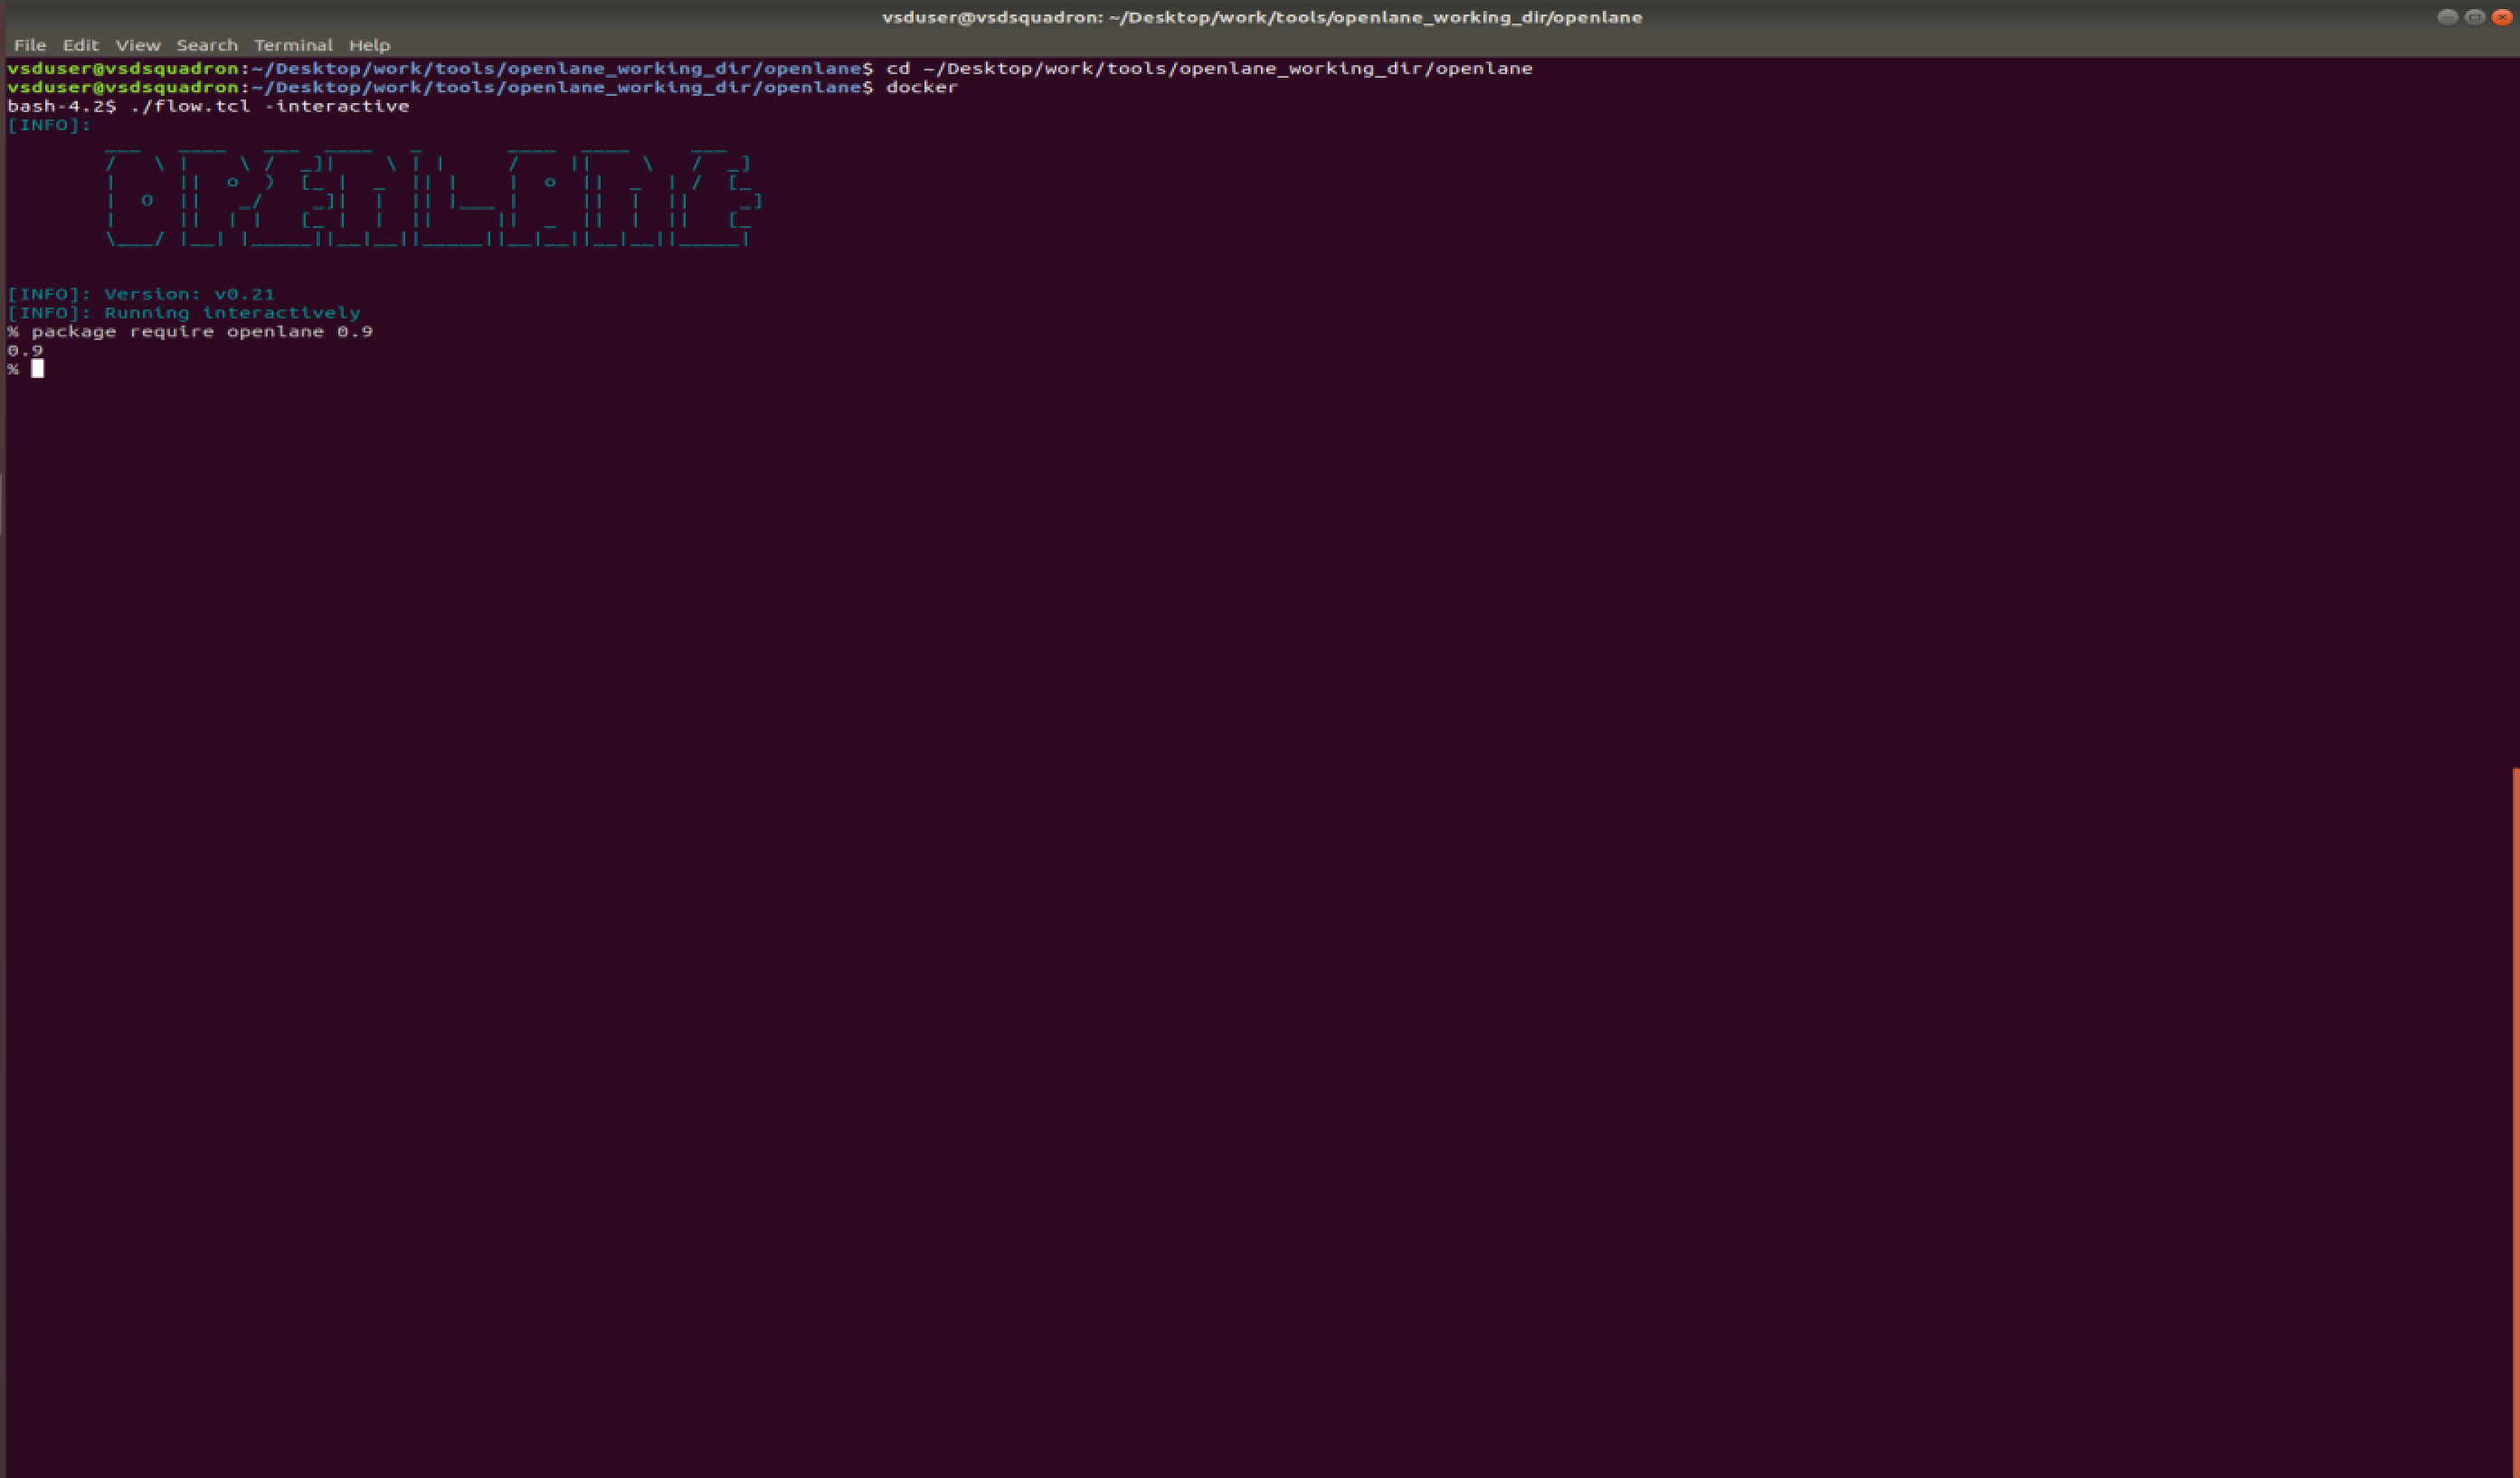 vsduser@vsdsquadron: ~/Desktop/work/tools/openlane_working_dir/openlane
File Edit View Search Terminal Help
vsduser@vsdsquadron:~/Desktop/work/tools/openlane_working_dir/openlane$ cd ~/Desktop/work/tools/openlane_working_dir/openlane
vsduser@vsdsquadron:~/Desktop/work/tools/openlane_working_dir/openlane$ docker
bash-4.2$ ./flow.tcl -interactive
[INFO]:
OPENLANE
[INFO]: Version: v0.21
[INFO]: Running interactively
% package require openlane 0.9
0.9
%